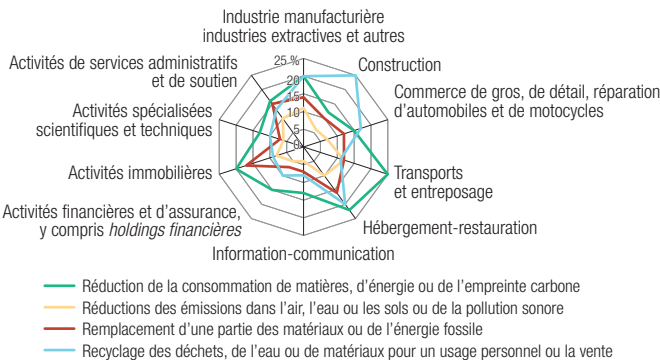 Industrie manufacturière
industries extractives et autres
Activités de services administratifs
et de soutien
25 %
20
15
10
5
0
Construction
Commerce de gros, de détail, réparation
d'automobiles et de motocycles
Activités spécialisées
scientifiques et techniques
Activités immobilières
Transports
et entreposage
Activités financières et d'assurance,
y compris holdings financières
Hébergement-restauration
Information-communication
Réduction de la consommation de matières, d'énergie ou de l'empreinte carbone
Réductions des émissions dans l'air, l'eau ou les sols ou de la pollution sonore
Remplacement d'une partie des matériaux ou de l'énergie fossile
Recyclage des déchets, de l'eau ou de matériaux pour un usage personnel ou la vente